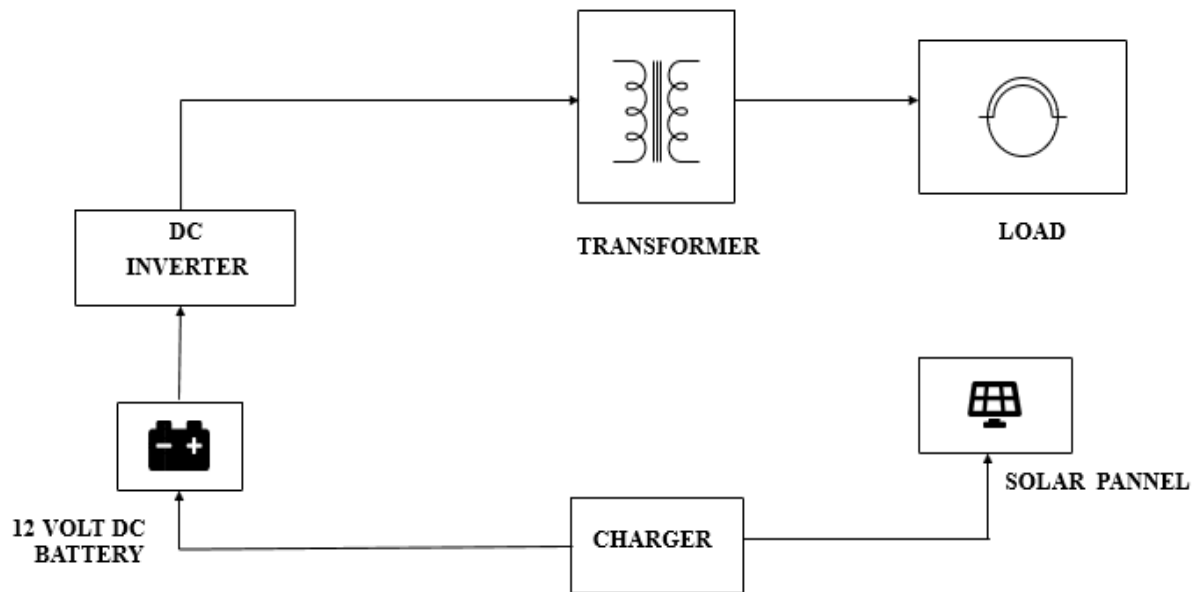 TRANSFORMER
LOAD
DC
INVERTER
12 VOLT DC
BATTERY
CHARGER
SOLAR PANNEL